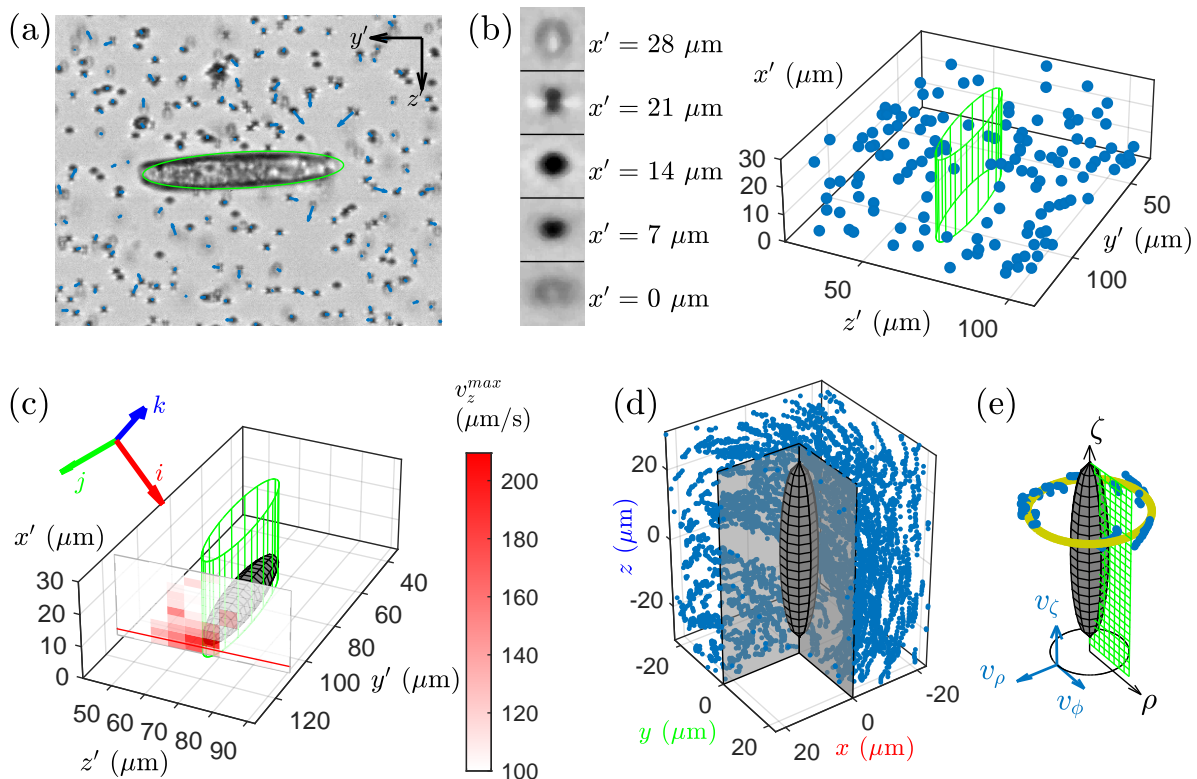 (a)
y′
z′
(b)
x′ = 28 μm
x′ = 21 μm
x′ = 14 μm
x′ = 7 μm
x′ = 0 μm
x′ (μm)
30
20
10
0
50
100
z′ (μm)
50
100
y′ (μm)
(c)
k
j
i
x′ (μm)
30
20
10
0
50
60
70
80
90
z′ (μm)
40
60
80
100
120
y′ (μm)
v_z^{max}
(μm/s)
200
180
160
140
120
100
(d)
20
0
-20
z (μm)
-20
0
20
y (μm)
20
0
-20
x (μm)
(e)
ζ
v_ζ
v_ρ
v_ϕ
ρ